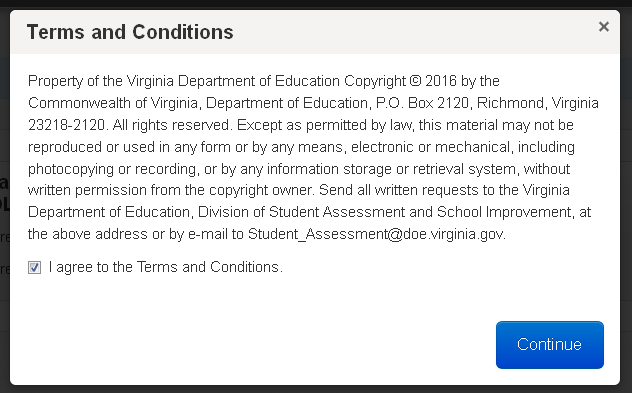 Terms and Conditions
×
Property of the Virginia Department of Education Copyright © 2016 by the
Commonwealth of Virginia, Department of Education, P.O. Box 2120, Richmond, Virginia
23218-2120. All rights reserved. Except as permitted by law, this material may not be
reproduced or used in any form or by any means, electronic or mechanical, including
photocopying or recording, or by any information storage or retrieval system, without
written permission from the copyright owner. Send all written requests to the Virginia
Department of Education, Division of Student Assessment and School Improvement, at
the above address or by e-mail to Student_Assessment@doe.virginia.gov.
I agree to the Terms and Conditions.
Continue